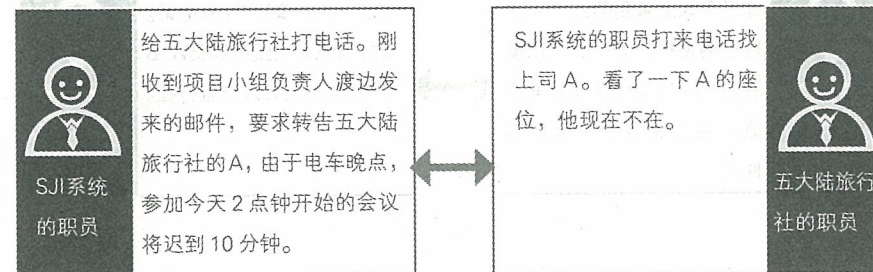 给五大陆旅行社打电话。刚
收到项目小组负责人渡边发
来的邮件，要求转告五大陆
旅行社的A，由于电车晚点，
参加今天2点钟开始的会议
将迟到10分钟。
SJI系统
的职员
SJI系统的职员打来电话找
上司A。看了一下A的座
位，他现在不在。
五大陆旅行
社的职员